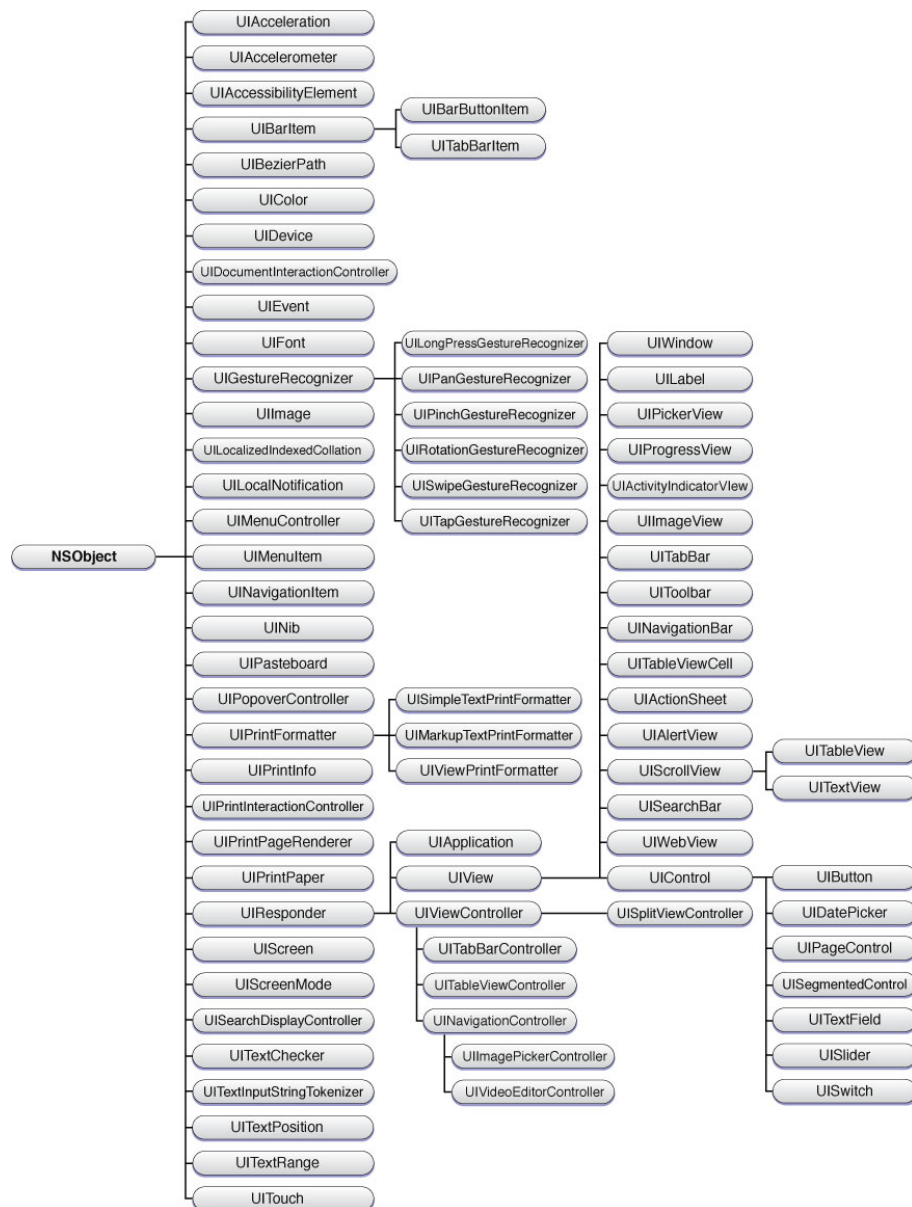 UIAcceleration
UIAccelerometer
UIAccessibilityElement
UIBarItem
UIBarButtonItem
UITabBarItem
UIBezierPath
UIColor
UIDevice
UIDocumentInteractionController
UIEvent
UIFont
UIGestureRecognizer
UILongPressGestureRecognizer
UIPanGestureRecognizer
UIPinchGestureRecognizer
UIRotationGestureRecognizer
UISwipeGestureRecognizer
UITapGestureRecognizer
UIImage
UILocalizedIndexedCollation
UILocalNotification
UIMenuController
NSObject
UIMenuItem
UINavigationItem
UINib
UIPasteboard
UIPopoverController
UIPrintFormatter
UISimpleTextPrintFormatter
UIMarkupTextPrintFormatter
UIViewPrintFormatter
UIPrintInfo
UIPrintInteractionController
UIPrintPageRenderer
UIPrintPaper
UIResponder
UIApplication
UIView
UIWindow
UILabel
UIPickerView
UIProgressView
UIActivityIndicatorVIew
UIImageView
UITabBar
UIToolbar
UINavigationBar
UITableViewCell
UIActionSheet
UIAlertView
UIScrollView
UITableView
UITextView
UISearchBar
UIWebView
UIControl
UIButton
UIDatePicker
UIPageControl
UISegmentedControl
UITextField
UISlider
UISwitch
UIViewController
UISplitViewController
UITabBarController
UITableViewController
UINavigationController
UIImagePickerController
UIVideoEditorController
UIScreen
UIScreenMode
UISearchDisplayController
UITextChecker
UITextInputStringTokenizer
UITextPosition
UITextRange
UITouch